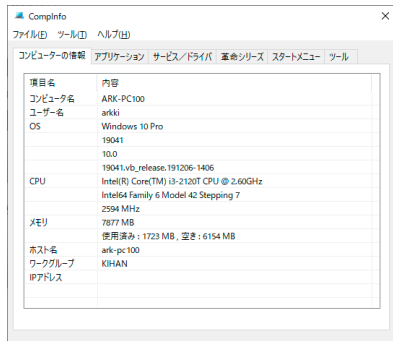 CompInfo
ファイル(F) ツール(T) ヘルプ(H)
コンピューターの情報 アプリケーション サービス／ドライバ 革命シリーズ スタートメニュー ツール
項目名 内容
コンピュータ名 ARK-PC100
ユーザー名 arkki
OS Windows 10 Pro
19041
10.0
19041.vb_release.191206-1406
CPU Intel(R) Core(TM) i3-2120T CPU @ 2.60GHz
Intel64 Family 6 Model 42 Stepping 7
2594 MHz
メモリ 7877 MB
使用済み : 1723 MB , 空き : 6154 MB
ホスト名 ark-pc100
ワークグループ KIHAN
IPアドレス